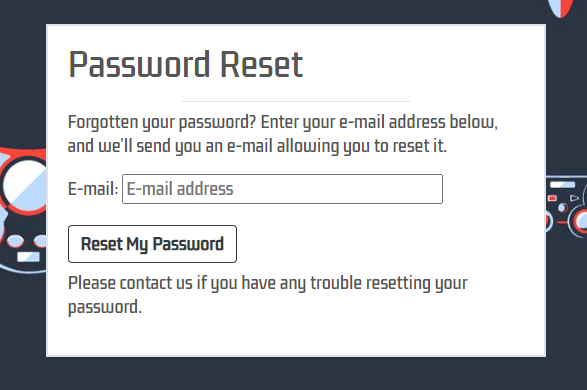 Password Reset
Forgotten your password? Enter your e-mail address below,
and we'll send you an e-mail allowing you to reset it.
E-mail: E-mail address
Reset My Password
Please contact us if you have any trouble resetting your
password.